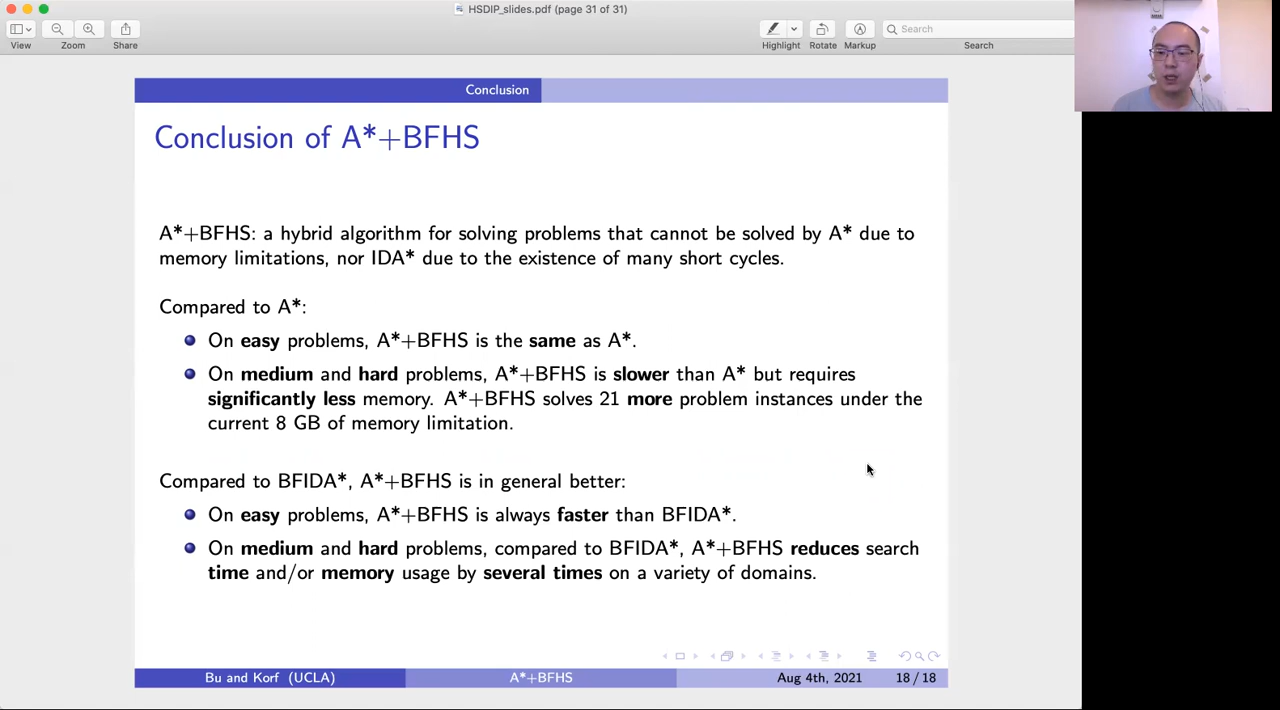 HSDIP_slides.pdf (page 31 of 31)
View
Zoom
Share
Highlight
Rotate
Markup
Search
Search
Conclusion
Conclusion of A*+BFHS
A*+BFHS: a hybrid algorithm for solving problems that cannot be solved by A* due to
memory limitations, nor IDA* due to the existence of many short cycles.
Compared to A*:
On easy problems, A*+BFHS is the same as A*.
On medium and hard problems, A*+BFHS is slower than A* but requires
significantly less memory. A*+BFHS solves 21 more problem instances under the
current 8 GB of memory limitation.
Compared to BFIDA*, A*+BFHS is in general better:
On easy problems, A*+BFHS is always faster than BFIDA*.
On medium and hard problems, compared to BFIDA*, A*+BFHS reduces search
time and/or memory usage by several times on a variety of domains.
Bu and Korf (UCLA)
A*+BFHS
Aug 4th, 2021
18 / 18